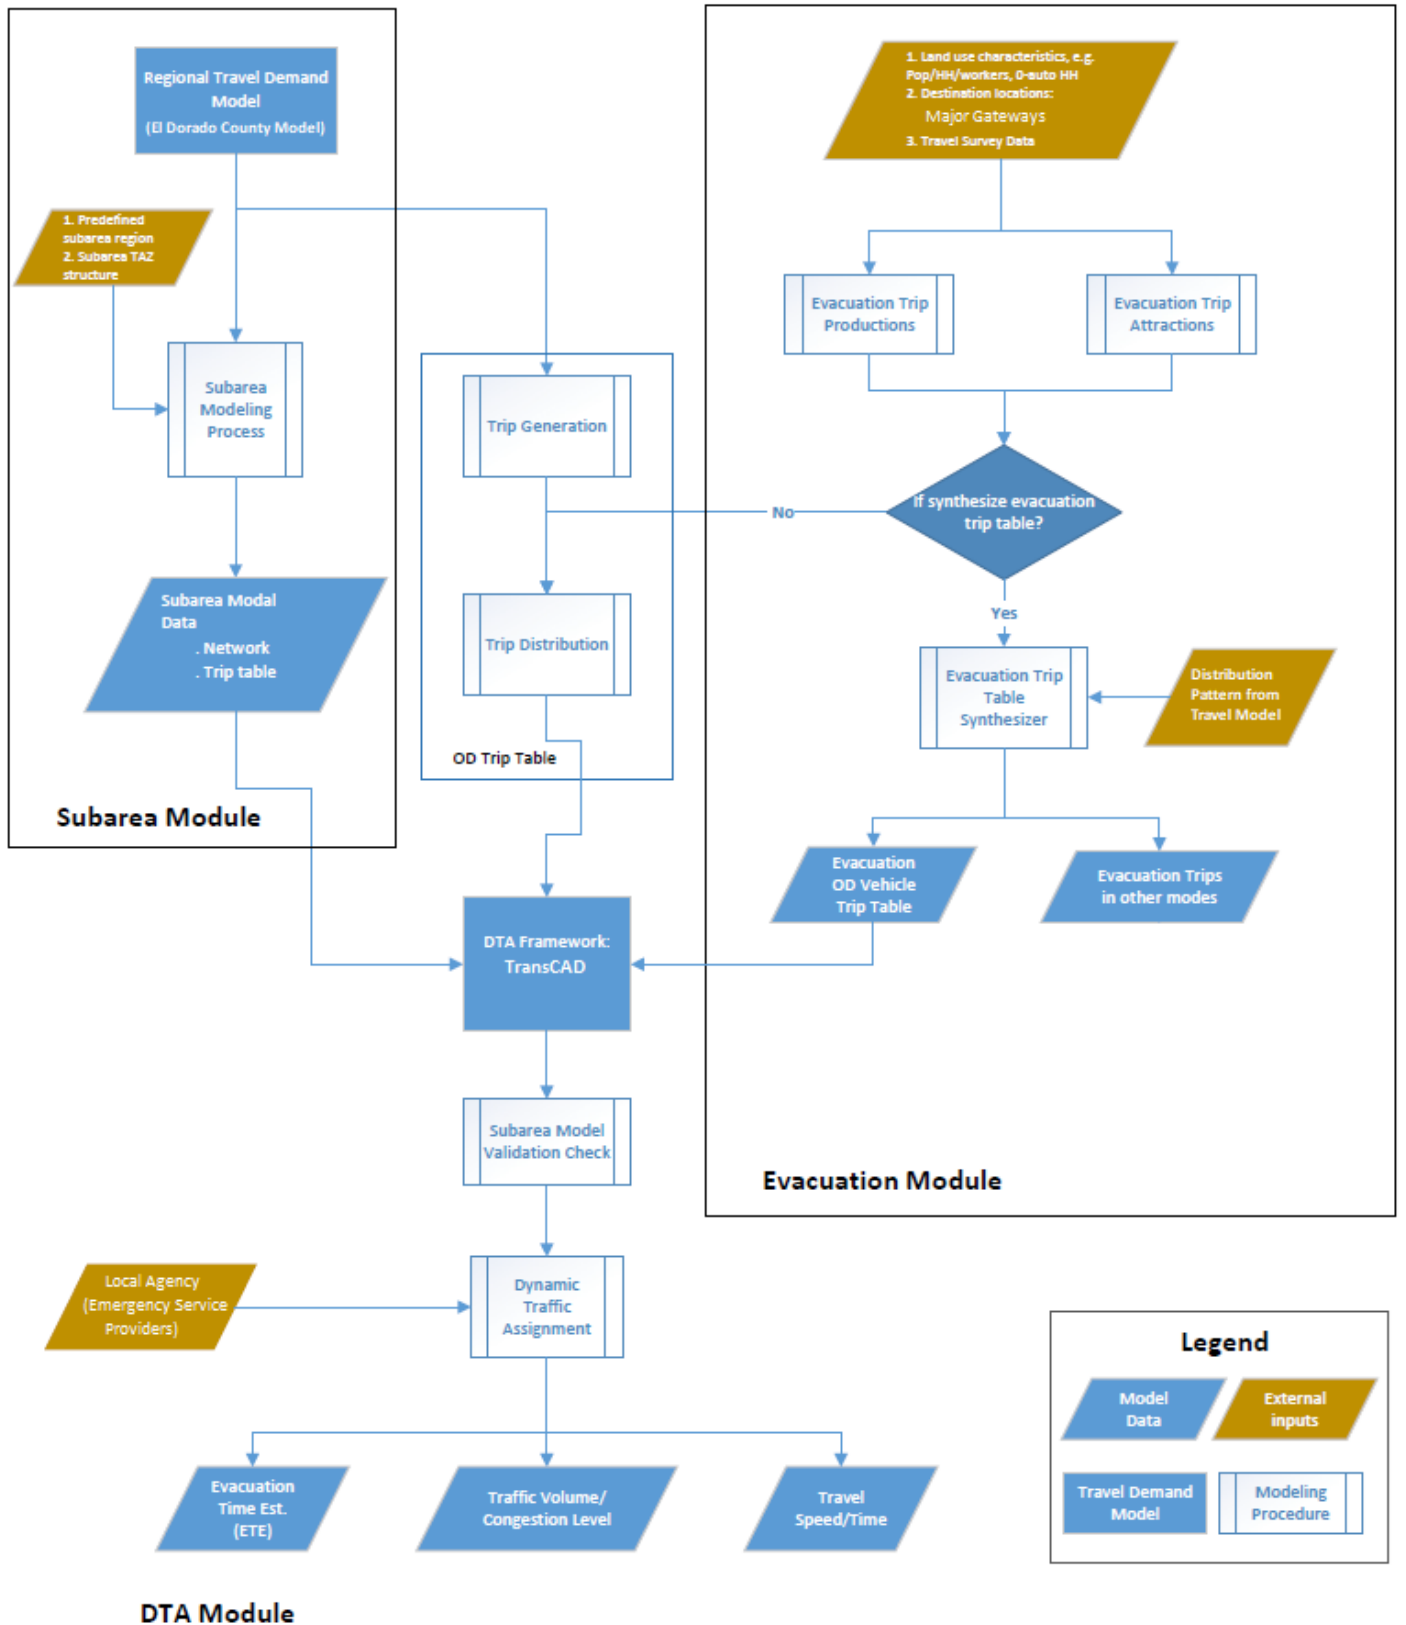 Regional Travel Demand
Model
(El Dorado County Model)
1. Predefined
subarea region
2. Subarea TAZ
structure
Subarea
Modeling
Process
Subarea Modal
Data
. Network
. Trip table
Subarea Module
Trip Generation
Trip Distribution
OD Trip Table
1. Land use characteristics, e.g.
Pop/HH/workers, 0-auto HH
2. Destination locations:
Major Gateways
3. Travel Survey Data
Evacuation Trip
Productions
Evacuation Trip
Attractions
If synthesize evacuation
trip table?
No
Yes
Evacuation Trip
Table
Synthesizer
Distribution
Pattern from
Travel Model
Evacuation
OD Vehicle
Trip Table
Evacuation Trips
in other modes
Evacuation Module
DTA Framework:
TransCAD
Subarea Model
Validation Check
Local Agency
(Emergency Service
Providers)
Dynamic
Traffic
Assignment
Evacuation
Time Est.
(ETE)
Traffic Volume/
Congestion Level
Travel
Speed/Time
DTA Module
Legend
Model
Data
External
inputs
Travel Demand
Model
Modeling
Procedure